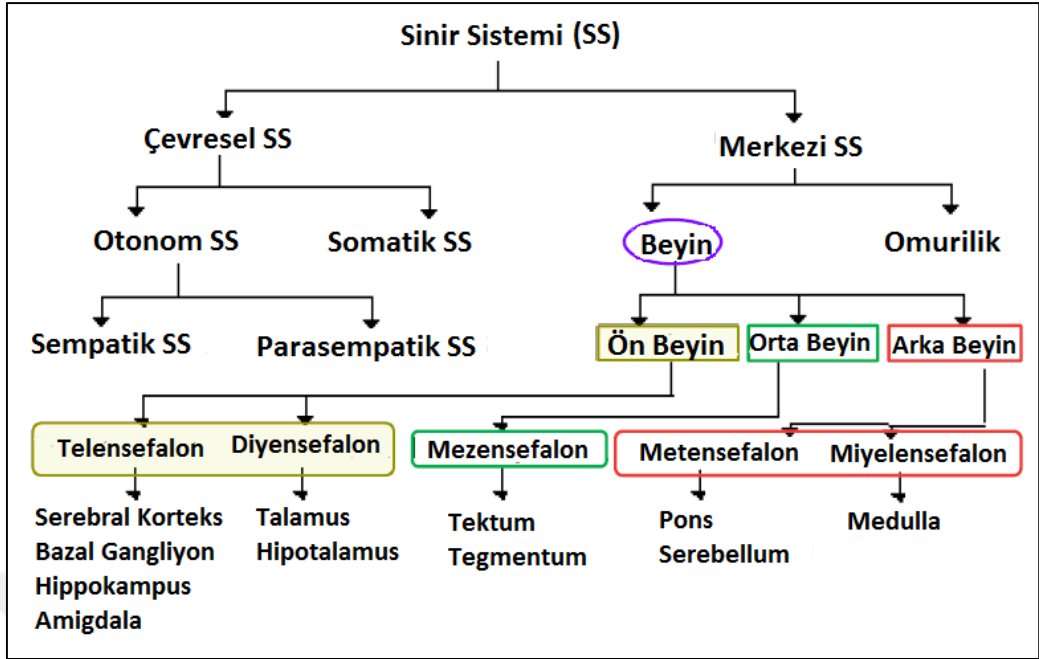 Sinir Sistemi (SS)
Çevresel SS
Merkezi SS
Otonom SS
Somatik SS
Beyin
Omurilik
Sempatik SS
Parasempatik SS
Ön Beyin
Orta Beyin
Arka Beyin
Telensefalon
Diyensefalon
Mezensefalon
Metensefalon
Miyelensefalon
Serebral Korteks
Bazal Gangliyon
Hippokampus
Amigdala
Talamus
Hipotalamus
Tektum
Tegmentum
Pons
Serebellum
Medulla